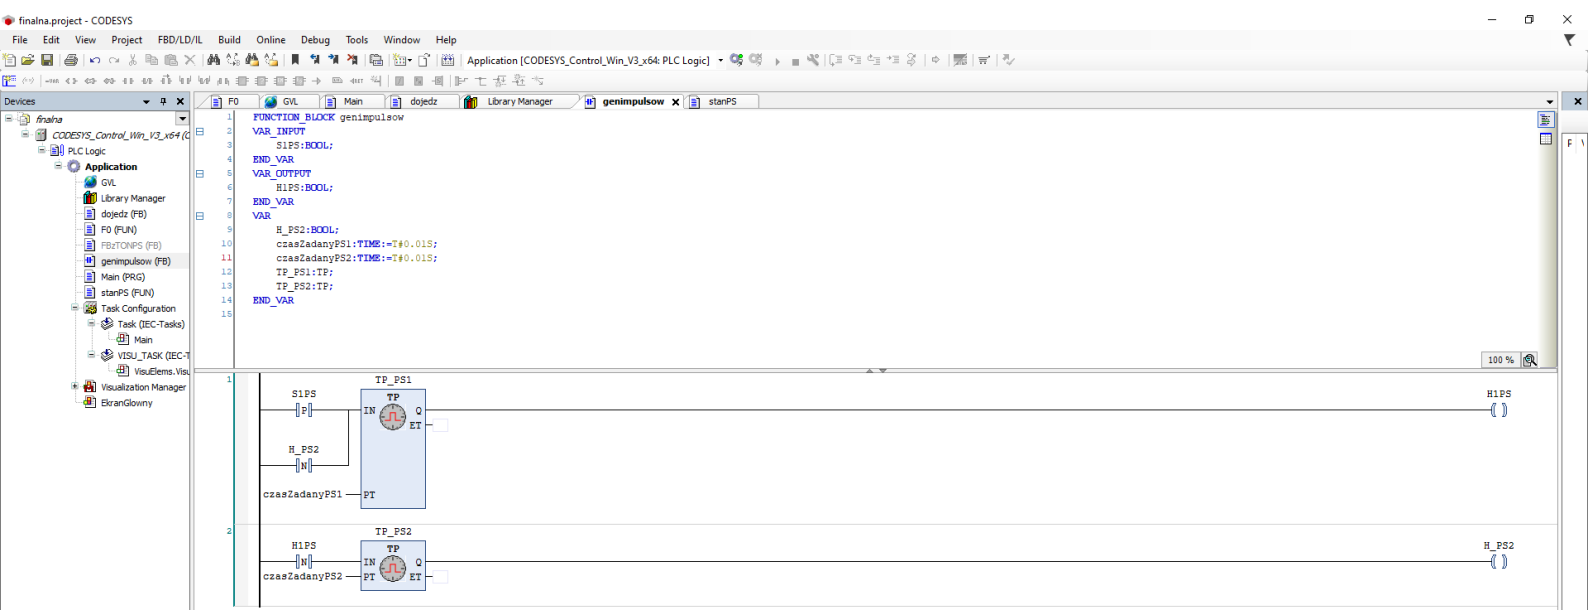 finalna.project - CODESYS
File Edit View Project FBD/LD/IL Build Online Debug Tools Window Help
Application [CODESYS_Control_Win_V3_x64: PLC Logic]
Devices
finalna
CODESYS_Control_Win_V3_x64 (C
PLC Logic
Application
GVL
Library Manager
dojedz (FB)
F0 (FUN)
FBzTONPS (FB)
genimpulsow (FB)
Main (PRG)
stanPS (FUN)
Task Configuration
Task (IEC-Tasks)
Main
VISU_TASK (IEC-T
VisuElems.Visu
Visualization Manager
EkranGlowny
F0 GVL Main dojedz Library Manager genimpulsow stanPS
1 FUNCTION_BLOCK genimpulsow
2 VAR_INPUT
3 S1PS:BOOL;
4 END_VAR
5 VAR_OUTPUT
6 H1PS:BOOL;
7 END_VAR
8 VAR
9 H_PS2:BOOL;
10 czasZadanyPS1:TIME:=T#0.01S;
11 czasZadanyPS2:TIME:=T#0.01S;
12 TP_PS1:TP;
13 TP_PS2:TP;
14 END_VAR
15
100 %
1
TP_PS1
S1PS TP H1PS
P IN Q
ET
H_PS2
N
czasZadanyPS1 PT
2
TP_PS2
H1PS TP H_PS2
N IN Q
czasZadanyPS2 PT ET